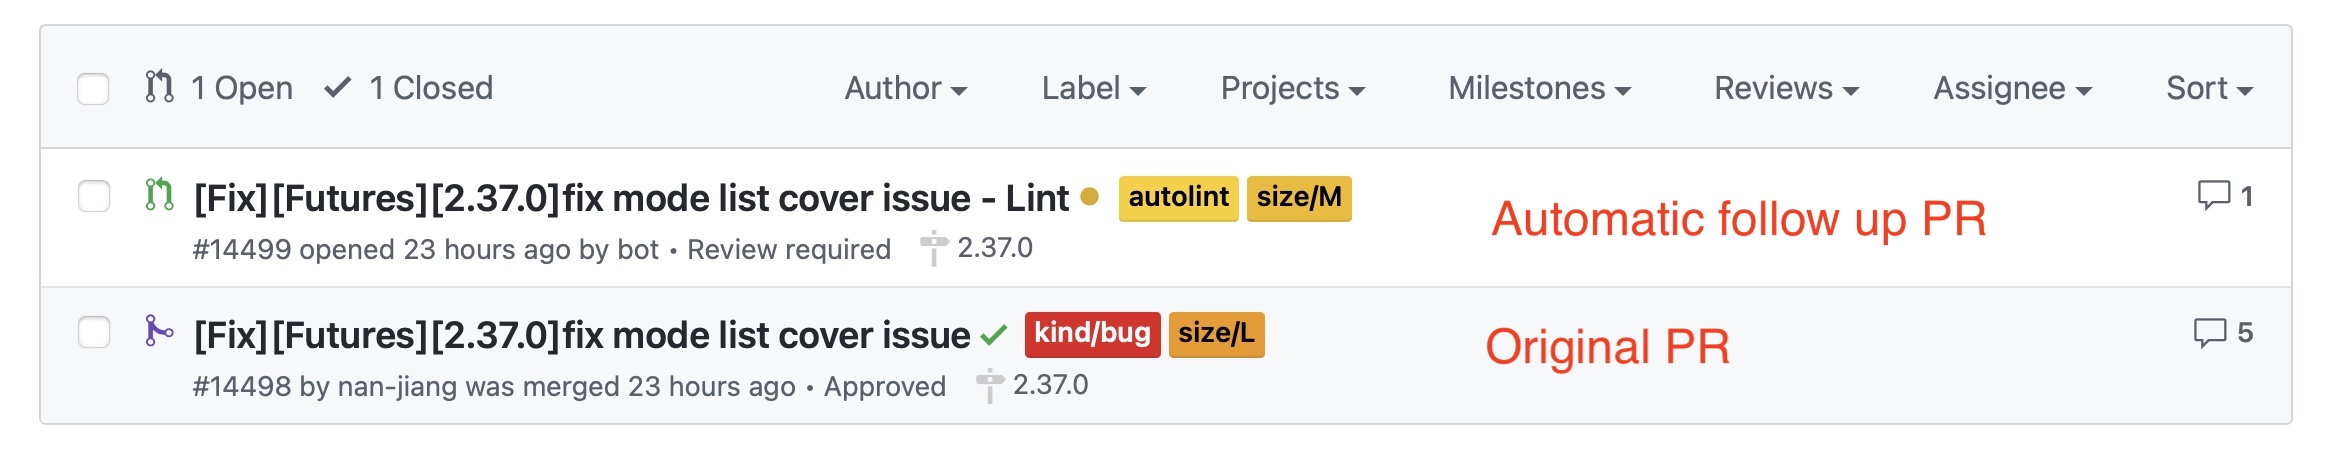 1 Open 1 Closed Author Label Projects Milestones Reviews Assignee Sort
[Fix][Futures][2.37.0]fix mode list cover issue - Lint autolint size/M Automatic follow up PR 1
#14499 opened 23 hours ago by bot • Review required 2.37.0
[Fix][Futures][2.37.0]fix mode list cover issue kind/bug size/L Original PR 5
#14498 by nan-jiang was merged 23 hours ago • Approved 2.37.0